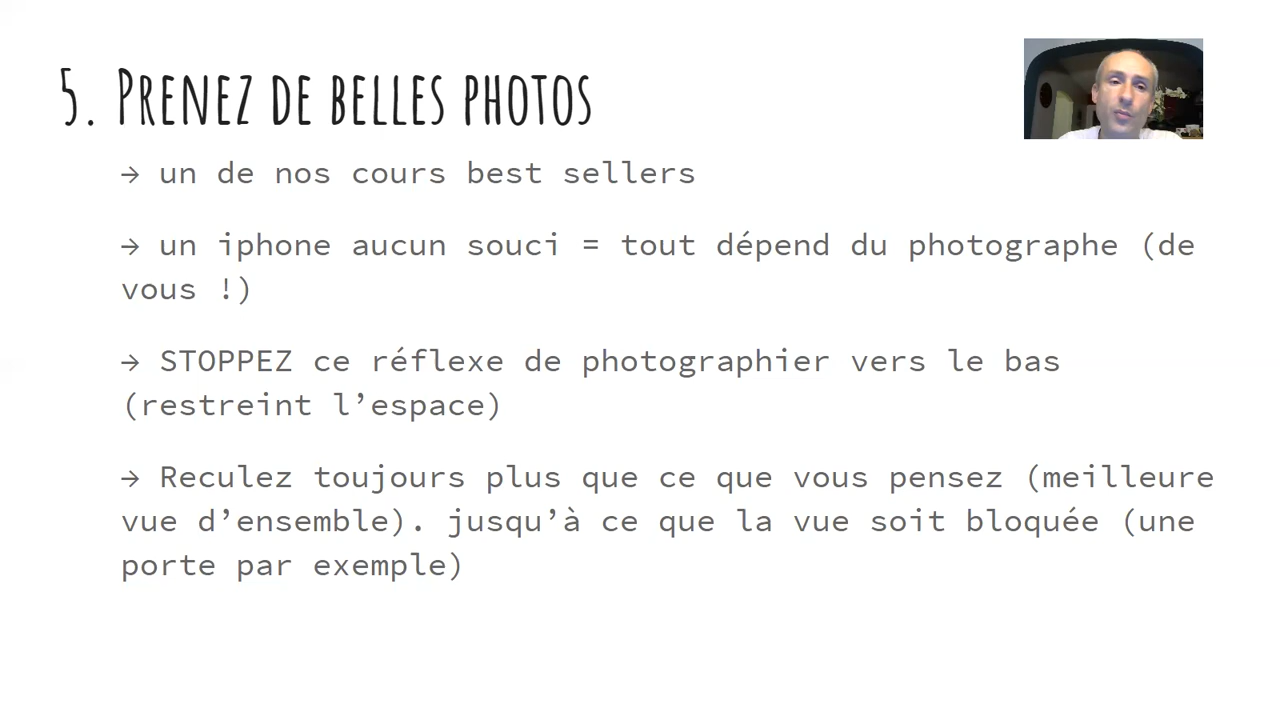 5. Prenez de belles photos
→ un de nos cours best sellers
→ un iphone aucun souci = tout dépend du photographe (de
vous !)
→ STOPPEZ ce réflexe de photographier vers le bas
(restreint l’espace)
→ Reculez toujours plus que ce que vous pensez (meilleure
vue d’ensemble). jusqu’à ce que la vue soit bloquée (une
porte par exemple)